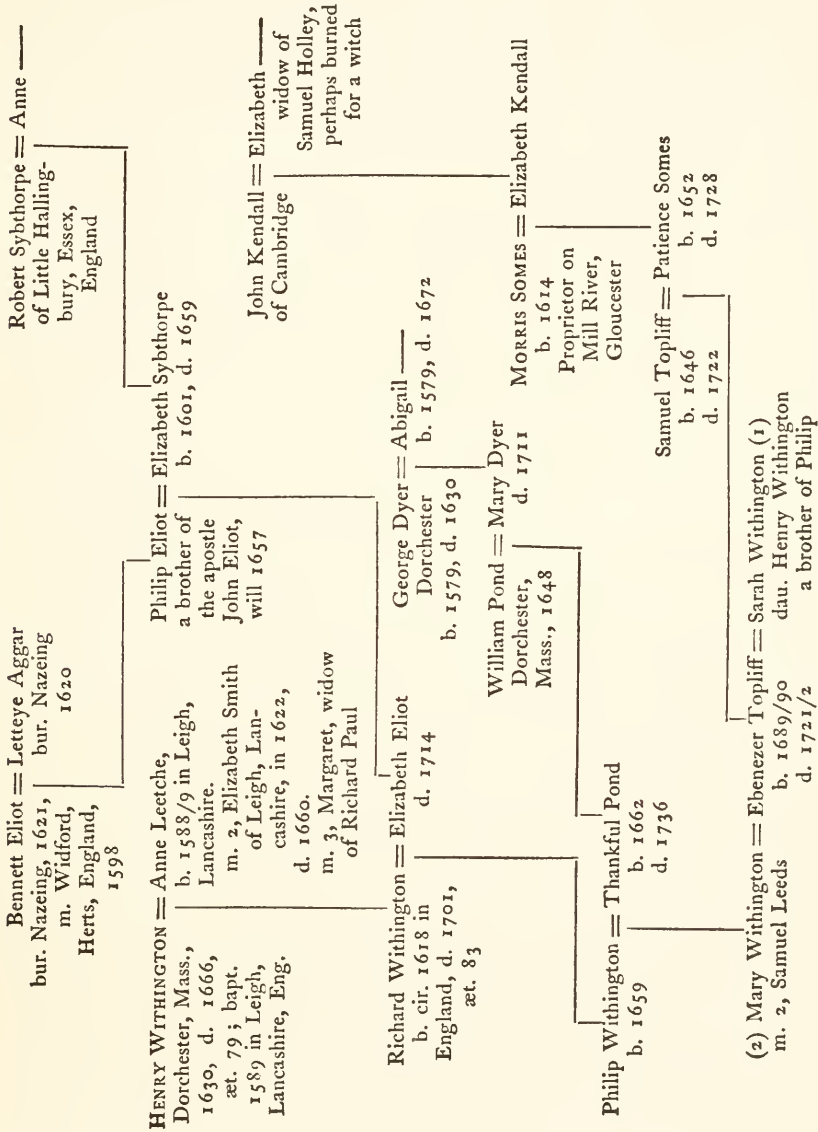 Bennett Eliot = Letteye Aggar
bur. Nazeing, 1621,
m. Widford,
Herts, England,
1598
bur. Nazeing
1620
Robert Sybthorpe = Anne —
of Little Halling-
bury, Essex,
England
HENRY WITHINGTON = Anne Leetche,
Dorchester, Mass.,
1630, d. 1666,
æt. 79; bapt.
1589 in Leigh,
Lancashire, Eng.
b. 1588/9 in Leigh,
Lancashire.
m. 2, Elizabeth Smith
of Leigh, Lan-
cashire, in 1622,
d. 1660.
m. 3, Margaret, widow
of Richard Paul
Philip Eliot = Elizabeth Sybthorpe
a brother of
the apostle
John Eliot,
will 1657
b. 1601, d. 1659
John Kendall = Elizabeth —
of Cambridge
widow of
Samuel Holley,
perhaps burned
for a witch
Richard Withington = Elizabeth Eliot
b. cir. 1618 in
England, d. 1701,
æt. 83
d. 1714
George Dyer = Abigail —
Dorchester
b. 1579, d. 1630
b. 1579, d. 1672
William Pond = Mary Dyer
Dorchester,
Mass., 1648
d. 1711
MORRIS SOMES = Elizabeth Kendall
b. 1614
Proprietor on
Mill River,
Gloucester
Philip Withington = Thankful Pond
b. 1659
b. 1662
d. 1736
Samuel Topliff = Patience Somes
b. 1646
d. 1722
b. 1652
d. 1728
(2) Mary Withington = Ebenezer Topliff = Sarah Withington (1)
m. 2, Samuel Leeds
b. 1689/90
d. 1721/2
dau. Henry Withington
a brother of Philip